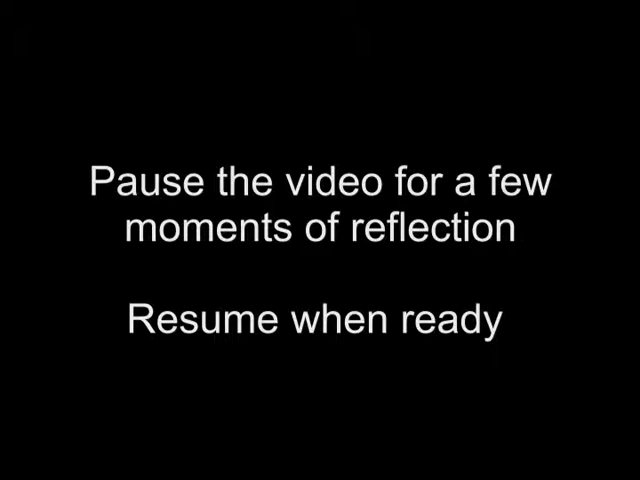 Pause the video for a few
moments of reflection
Resume when ready